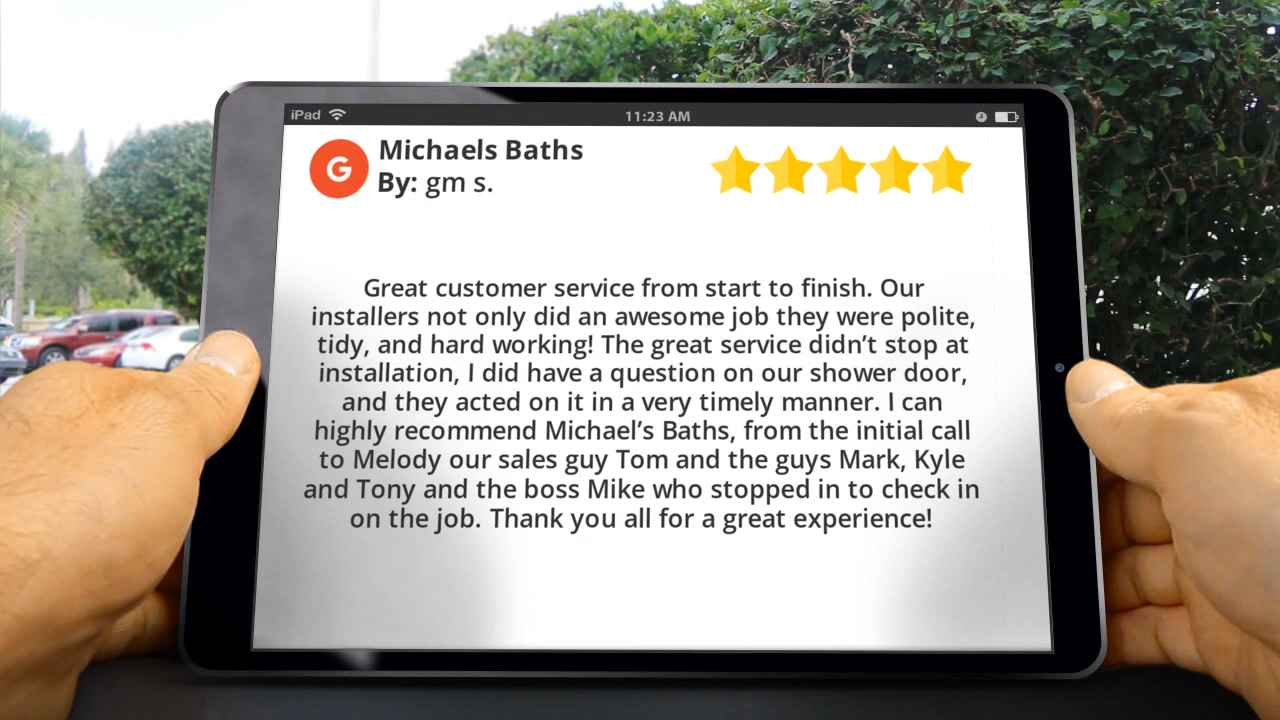 iPad 11:23 AM
G
Michaels Baths
By: gm s.
Great customer service from start to finish. Our
installers not only did an awesome job they were polite,
tidy, and hard working! The great service didn’t stop at
installation, I did have a question on our shower door,
and they acted on it in a very timely manner. I can
highly recommend Michael’s Baths, from the initial call
to Melody our sales guy Tom and the guys Mark, Kyle
and Tony and the boss Mike who stopped in to check in
on the job. Thank you all for a great experience!